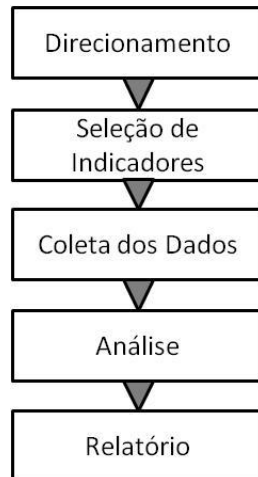 Direcionamento
Seleção de
Indicadores
Coleta dos Dados
Análise
Relatório